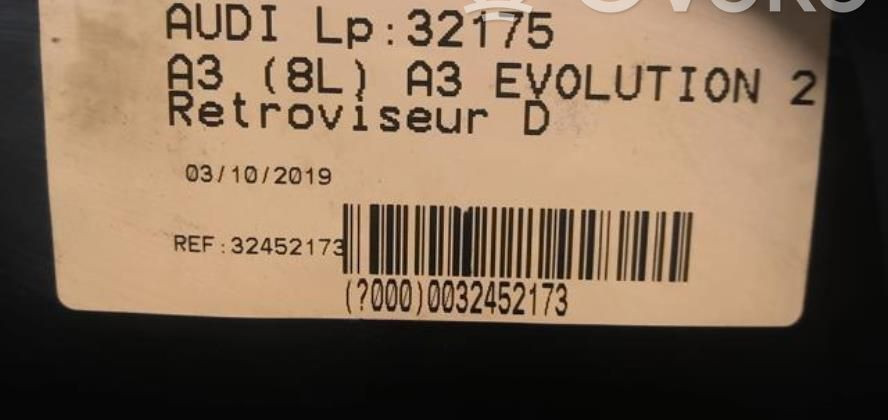 AUDI Lp:32175
A3 (8L) A3 EVOLUTION 2
Retroviseur D
03/10/2019
REF:32452173
(?000)0032452173